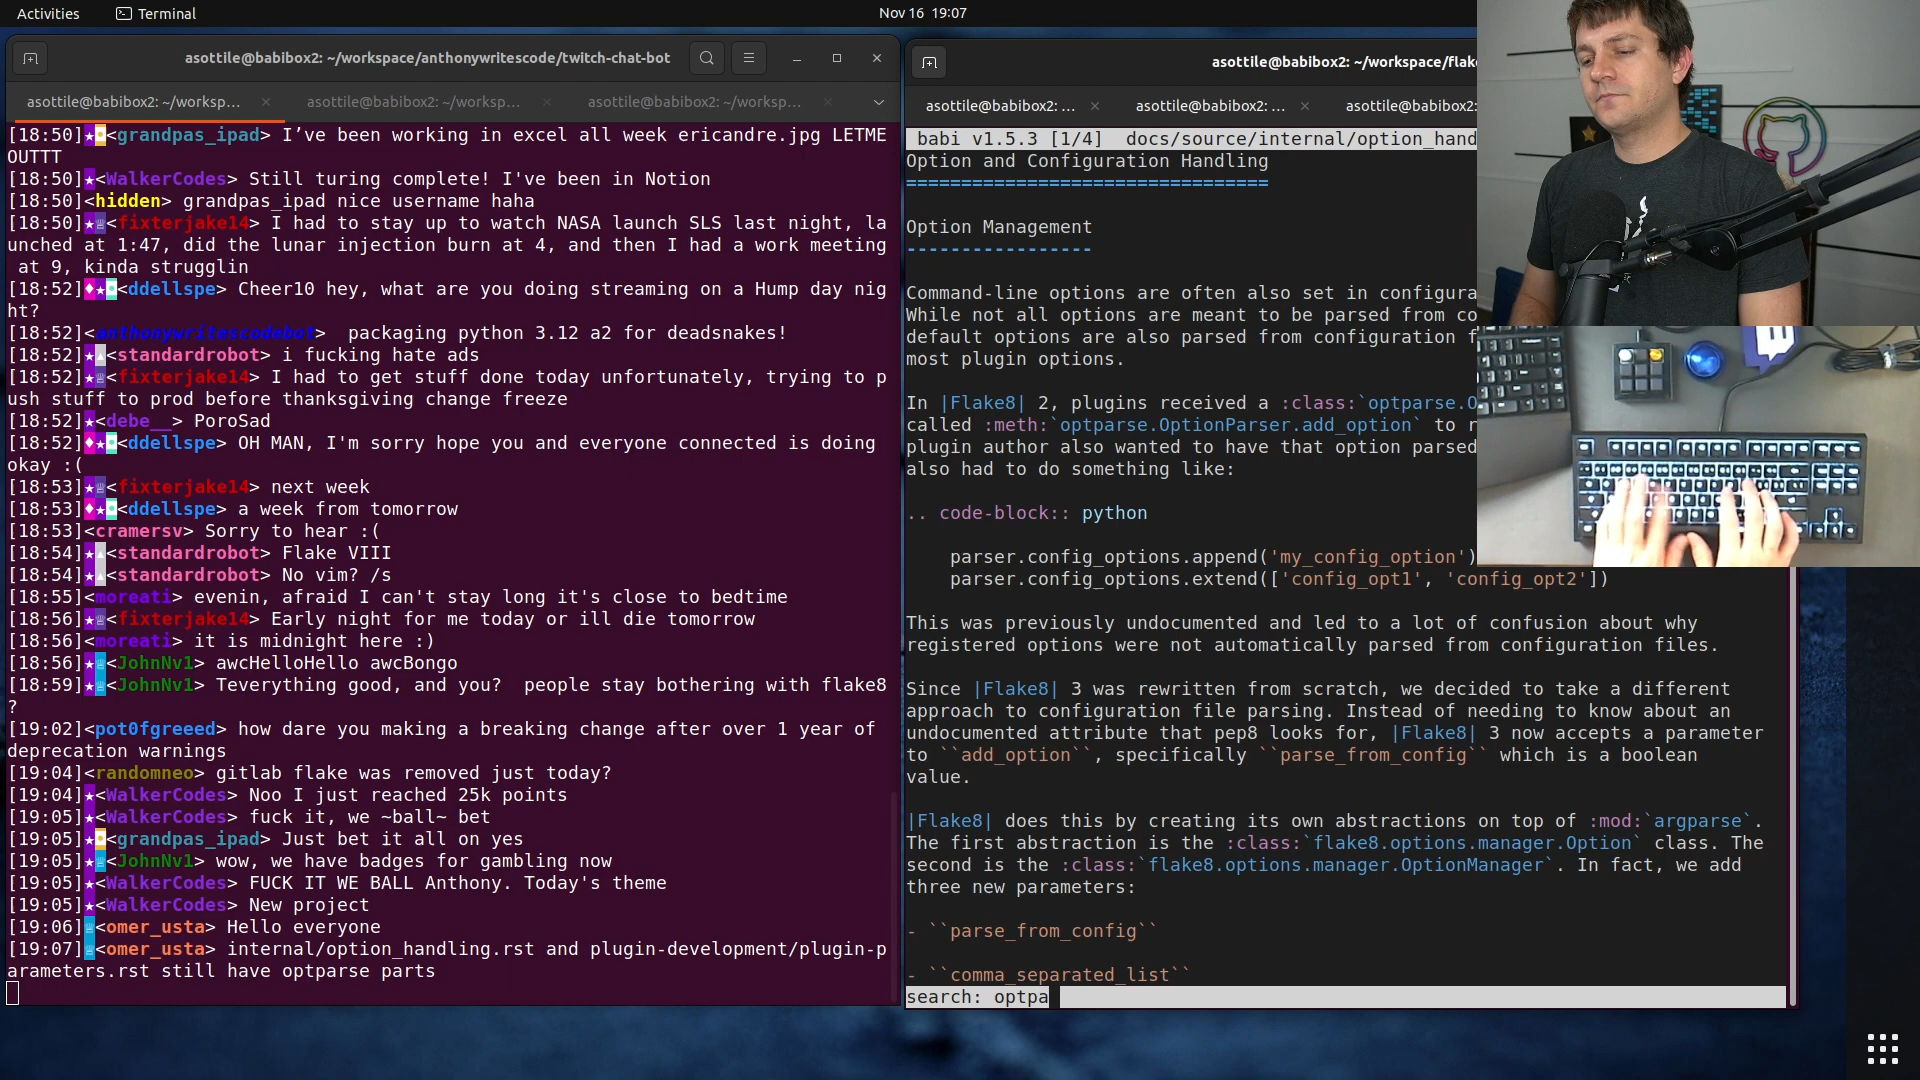 Activities
Terminal
Nov 16 19:07
asottile@babibox2: ~/workspace/anthonywritescode/twitch-chat-bot
asottile@babibox2: ~/worksp...
asottile@babibox2: ~/worksp...
asottile@babibox2: ~/worksp...
[18:50]<grandpas_ipad> I’ve been working in excel all week ericandre.jpg LETME
OUTTT
[18:50]<WalkerCodes> Still turing complete! I've been in Notion
[18:50]<hidden> grandpas_ipad nice username haha
[18:50]<fixterjake14> I had to stay up to watch NASA launch SLS last night, la
unched at 1:47, did the lunar injection burn at 4, and then I had a work meeting
at 9, kinda strugglin
[18:52]<ddellspe> Cheer10 hey, what are you doing streaming on a Hump day nig
ht?
[18:52]<anthonywritescodebot> packaging python 3.12 a2 for deadsnakes!
[18:52]<standardrobot> i fucking hate ads
[18:52]<fixterjake14> I had to get stuff done today unfortunately, trying to p
ush stuff to prod before thanksgiving change freeze
[18:52]<debe__> PoroSad
[18:52]<ddellspe> OH MAN, I'm sorry hope you and everyone connected is doing
okay :(
[18:53]<fixterjake14> next week
[18:53]<ddellspe> a week from tomorrow
[18:53]<cramersv> Sorry to hear :(
[18:54]<standardrobot> Flake VIII
[18:54]<standardrobot> No vim? /s
[18:55]<moreati> evenin, afraid I can't stay long it's close to bedtime
[18:56]<fixterjake14> Early night for me today or ill die tomorrow
[18:56]<moreati> it is midnight here :)
[18:56]<JohnNv1> awcHelloHello awcBongo
[18:59]<JohnNv1> Teverything good, and you?  people stay bothering with flake8
?
[19:02]<pot0fgreeed> how dare you making a breaking change after over 1 year of
deprecation warnings
[19:04]<randomneo> gitlab flake was removed just today?
[19:04]<WalkerCodes> Noo I just reached 25k points
[19:05]<WalkerCodes> fuck it, we ~ball~ bet
[19:05]<grandpas_ipad> Just bet it all on yes
[19:05]<JohnNv1> wow, we have badges for gambling now
[19:05]<WalkerCodes> FUCK IT WE BALL Anthony. Today's theme
[19:05]<WalkerCodes> New project
[19:06]<omer_usta> Hello everyone
[19:07]<omer_usta> internal/option_handling.rst and plugin-development/plugin-p
arameters.rst still have optparse parts
asottile@babibox2: ~/workspace/flak
asottile@babibox2: ...
asottile@babibox2: ...
asottile@babibox2:
babi v1.5.3 [1/4]  docs/source/internal/option_hand
Option and Configuration Handling
=================================
Option Management
-----------------
Command-line options are often also set in configura
While not all options are meant to be parsed from co
default options are also parsed from configuration f
most plugin options.
In |Flake8| 2, plugins received a :class:`optparse.O
called :meth:`optparse.OptionParser.add_option` to r
plugin author also wanted to have that option parsed
also had to do something like:
.. code-block:: python
parser.config_options.append('my_config_option')
parser.config_options.extend(['config_opt1', 'config_opt2'])
This was previously undocumented and led to a lot of confusion about why
registered options were not automatically parsed from configuration files.
Since |Flake8| 3 was rewritten from scratch, we decided to take a different
approach to configuration file parsing. Instead of needing to know about an
undocumented attribute that pep8 looks for, |Flake8| 3 now accepts a parameter
to ``add_option``, specifically ``parse_from_config`` which is a boolean
value.
|Flake8| does this by creating its own abstractions on top of :mod:`argparse`.
The first abstraction is the :class:`flake8.options.manager.Option` class. The
second is the :class:`flake8.options.manager.OptionManager`. In fact, we add
three new parameters:
- ``parse_from_config``
- ``comma_separated_list``
search: optpa